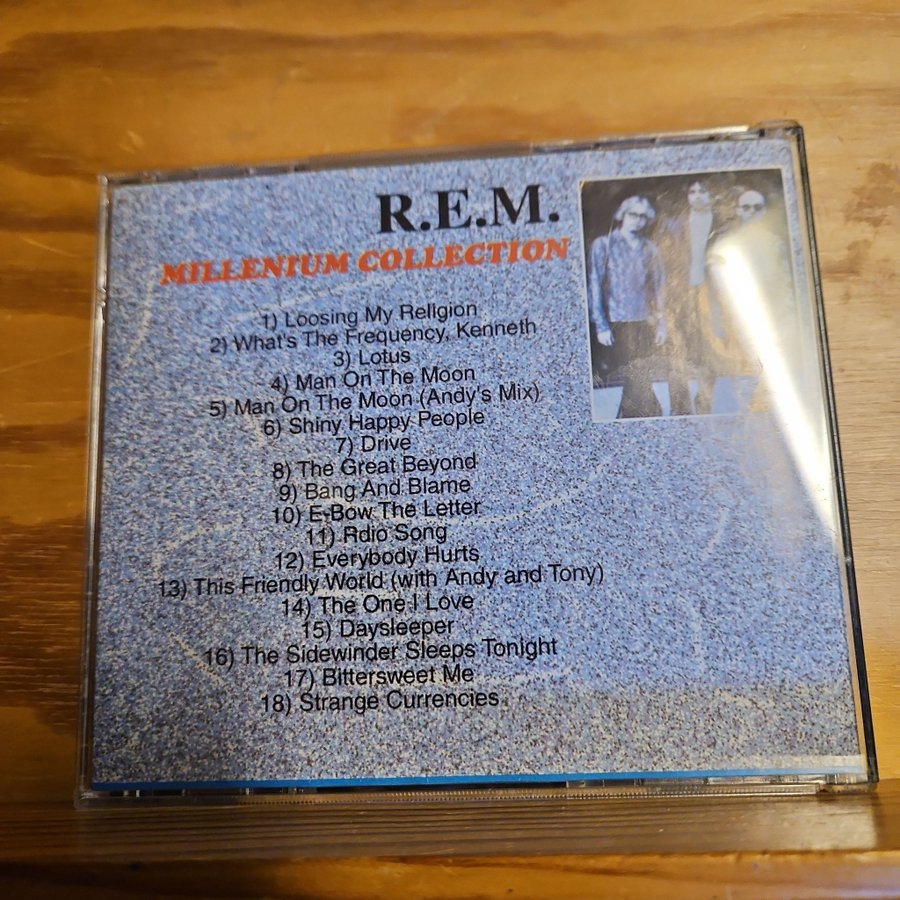 R.E.M.
MILLENIUM COLLECTION
1) Loosing My Religion
2) What's The Frequency, Kenneth
3) Lotus
4) Man On The Moon
5) Man On The Moon (Andy's Mix)
6) Shiny Happy People
7) Drive
8) The Great Beyond
9) Bang And Blame
10) E-Bow The Letter
11) Rdio Song
12) Everybody Hurts
13) This Friendly World (with Andy and Tony)
14) The One I Love
15) Daysleeper
16) The Sidewinder Sleeps Tonight
17) Bittersweet Me
18) Strange Currencies